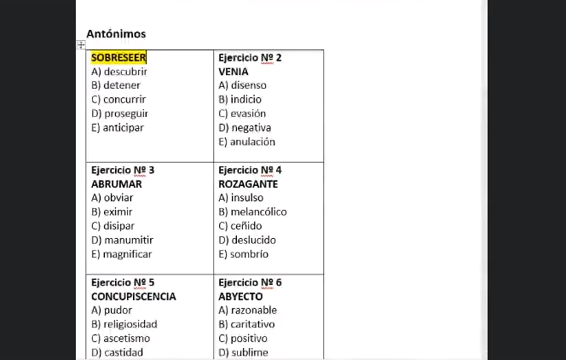 Antónimos
SOBRESEER
A) descubrir
B) detener
C) concurrir
D) proseguir
E) anticipar
Ejercicio Nº 2
VENIA
A) disenso
B) indicio
C) evasión
D) negativa
E) anulación
Ejercicio Nº 3
ABRUMAR
A) obviar
B) eximir
C) disipar
D) manumitir
E) magnificar
Ejercicio Nº 4
ROZAGANTE
A) insulso
B) melancólico
C) ceñido
D) deslucido
E) sombrío
Ejercicio Nº 5
CONCUPISCENCIA
A) pudor
B) religiosidad
C) ascetismo
D) castidad
Ejercicio Nº 6
ABYECTO
A) razonable
B) caritativo
C) positivo
D) sublime